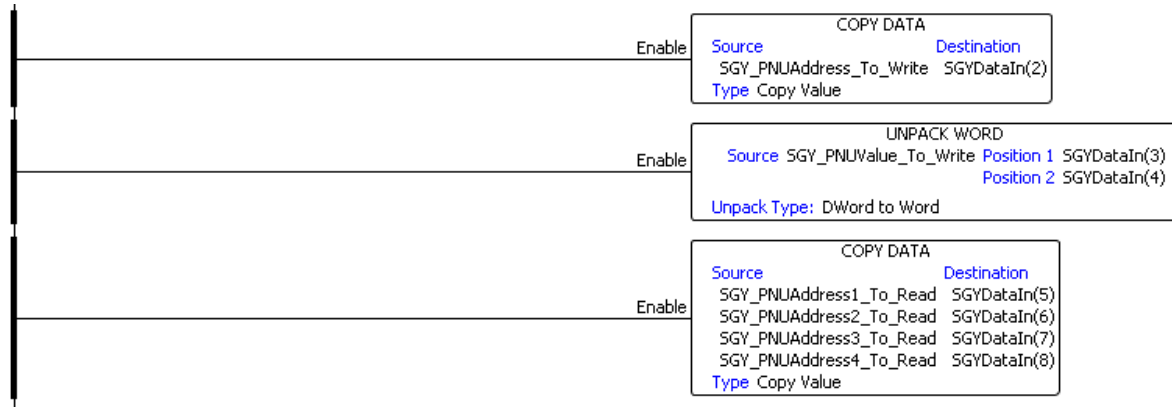 COPY DATA
Enable Source Destination
SGY_PNUAddress_To_Write SGYDataIn(2)
Type Copy Value
UNPACK WORD
Enable Source SGY_PNUValue_To_Write Position 1 SGYDataIn(3)
Position 2 SGYDataIn(4)
Unpack Type: DWord to Word
COPY DATA
Source Destination
SGY_PNUAddress1_To_Read SGYDataIn(5)
Enable SGY_PNUAddress2_To_Read SGYDataIn(6)
SGY_PNUAddress3_To_Read SGYDataIn(7)
SGY_PNUAddress4_To_Read SGYDataIn(8)
Type Copy Value